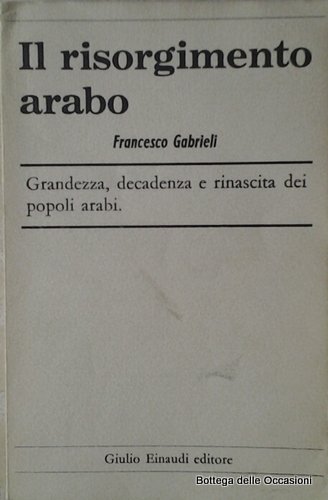 Il risorgimento
arabo
Francesco Gabrieli
Grandezza, decadenza e rinascita dei
popoli arabi.
Giulio Einaudi editore
Bottega delle Occasioni